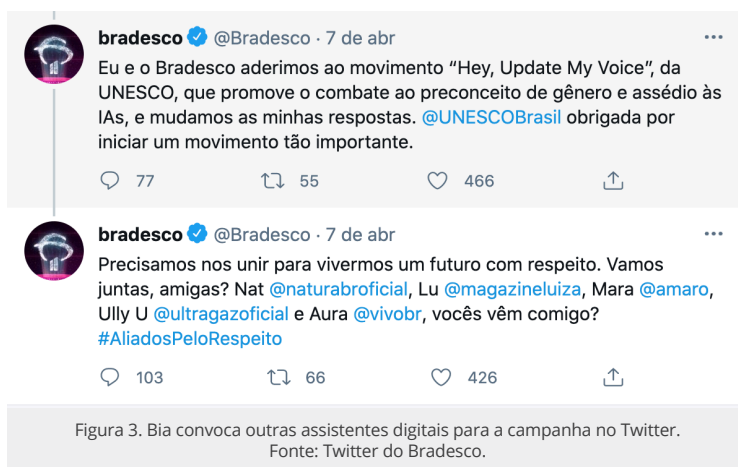 bradesco @Bradesco · 7 de abr
Eu e o Bradesco aderimos ao movimento “Hey, Update My Voice”, da
UNESCO, que promove o combate ao preconceito de gênero e assédio às
IAs, e mudamos as minhas respostas. @UNESCOBrasil obrigada por
iniciar um movimento tão importante.
77 55 466
bradesco @Bradesco · 7 de abr
Precisamos nos unir para vivermos um futuro com respeito. Vamos
juntas, amigas? Nat @naturabroficial, Lu @magazineluiza, Mara @amaro,
Ully U @ultragazoficial e Aura @vivobr, vocês vêm comigo?
#AliadosPeloRespeito
103 66 426
Figura 3. Bia convoca outras assistentes digitais para a campanha no Twitter.
Fonte: Twitter do Bradesco.